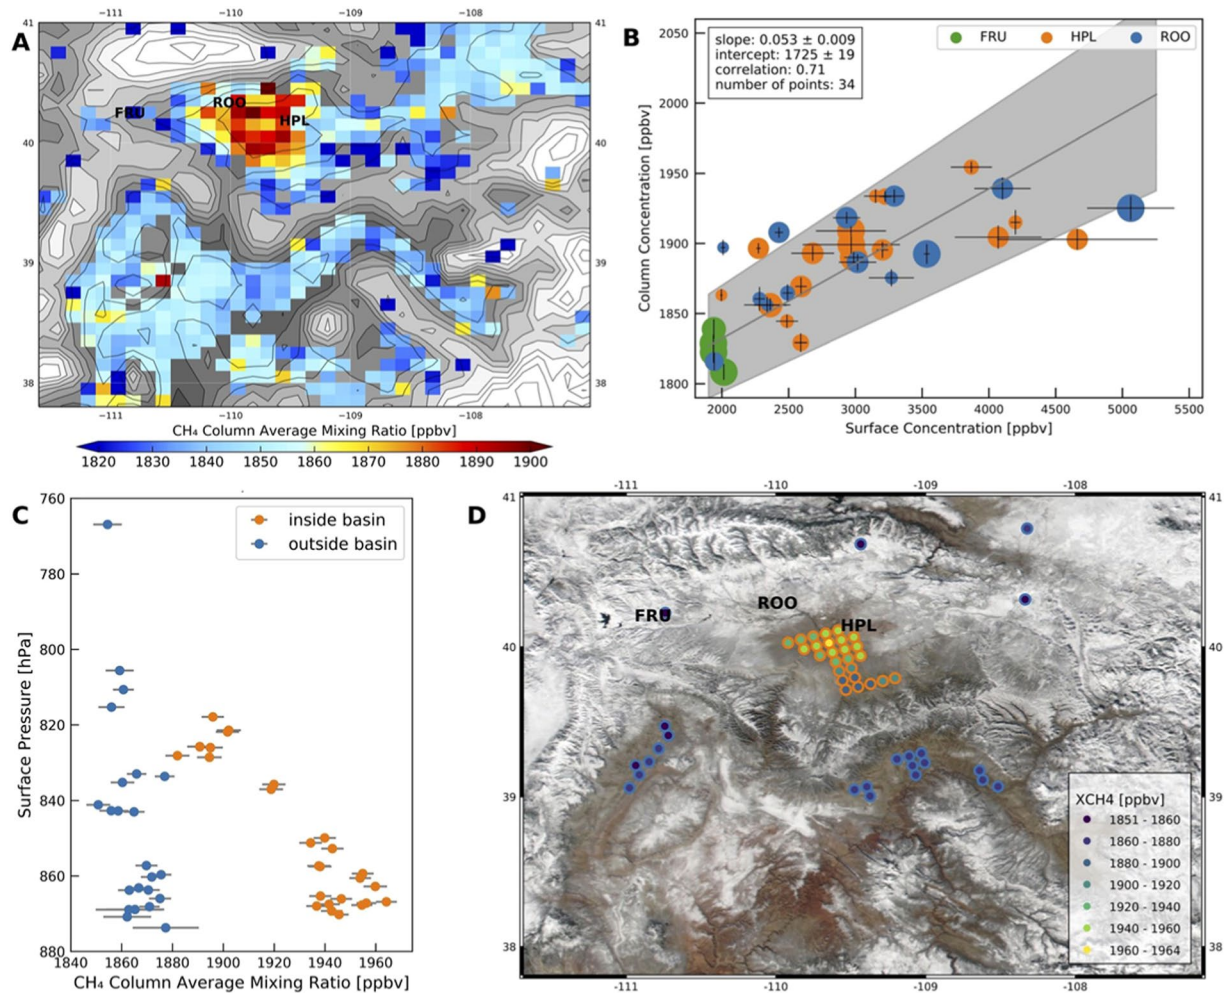 A
−111
−110
−109
−108
41
40
39
38
41
40
39
38
FRU
ROO
HPL
−111
−110
−109
−108
CH₄ Column Average Mixing Ratio [ppbv]
1820
1830
1840
1850
1860
1870
1880
1890
1900
B
slope: 0.053 ± 0.009
intercept: 1725 ± 19
correlation: 0.71
number of points: 34
FRU
HPL
ROO
Column Concentration [ppbv]
2050
2000
1950
1900
1850
1800
2000
2500
3000
3500
4000
4500
5000
5500
Surface Concentration [ppbv]
C
inside basin
outside basin
Surface Pressure [hPa]
760
780
800
820
840
860
880
1840
1860
1880
1900
1920
1940
1960
CH₄ Column Average Mixing Ratio [ppbv]
D
-111
-110
-109
-108
41
40
39
38
41
40
39
38
FRU
ROO
HPL
XCH4 [ppbv]
1851 - 1860
1860 - 1880
1880 - 1900
1900 - 1920
1920 - 1940
1940 - 1960
1960 - 1964
-111
-110
-109
-108